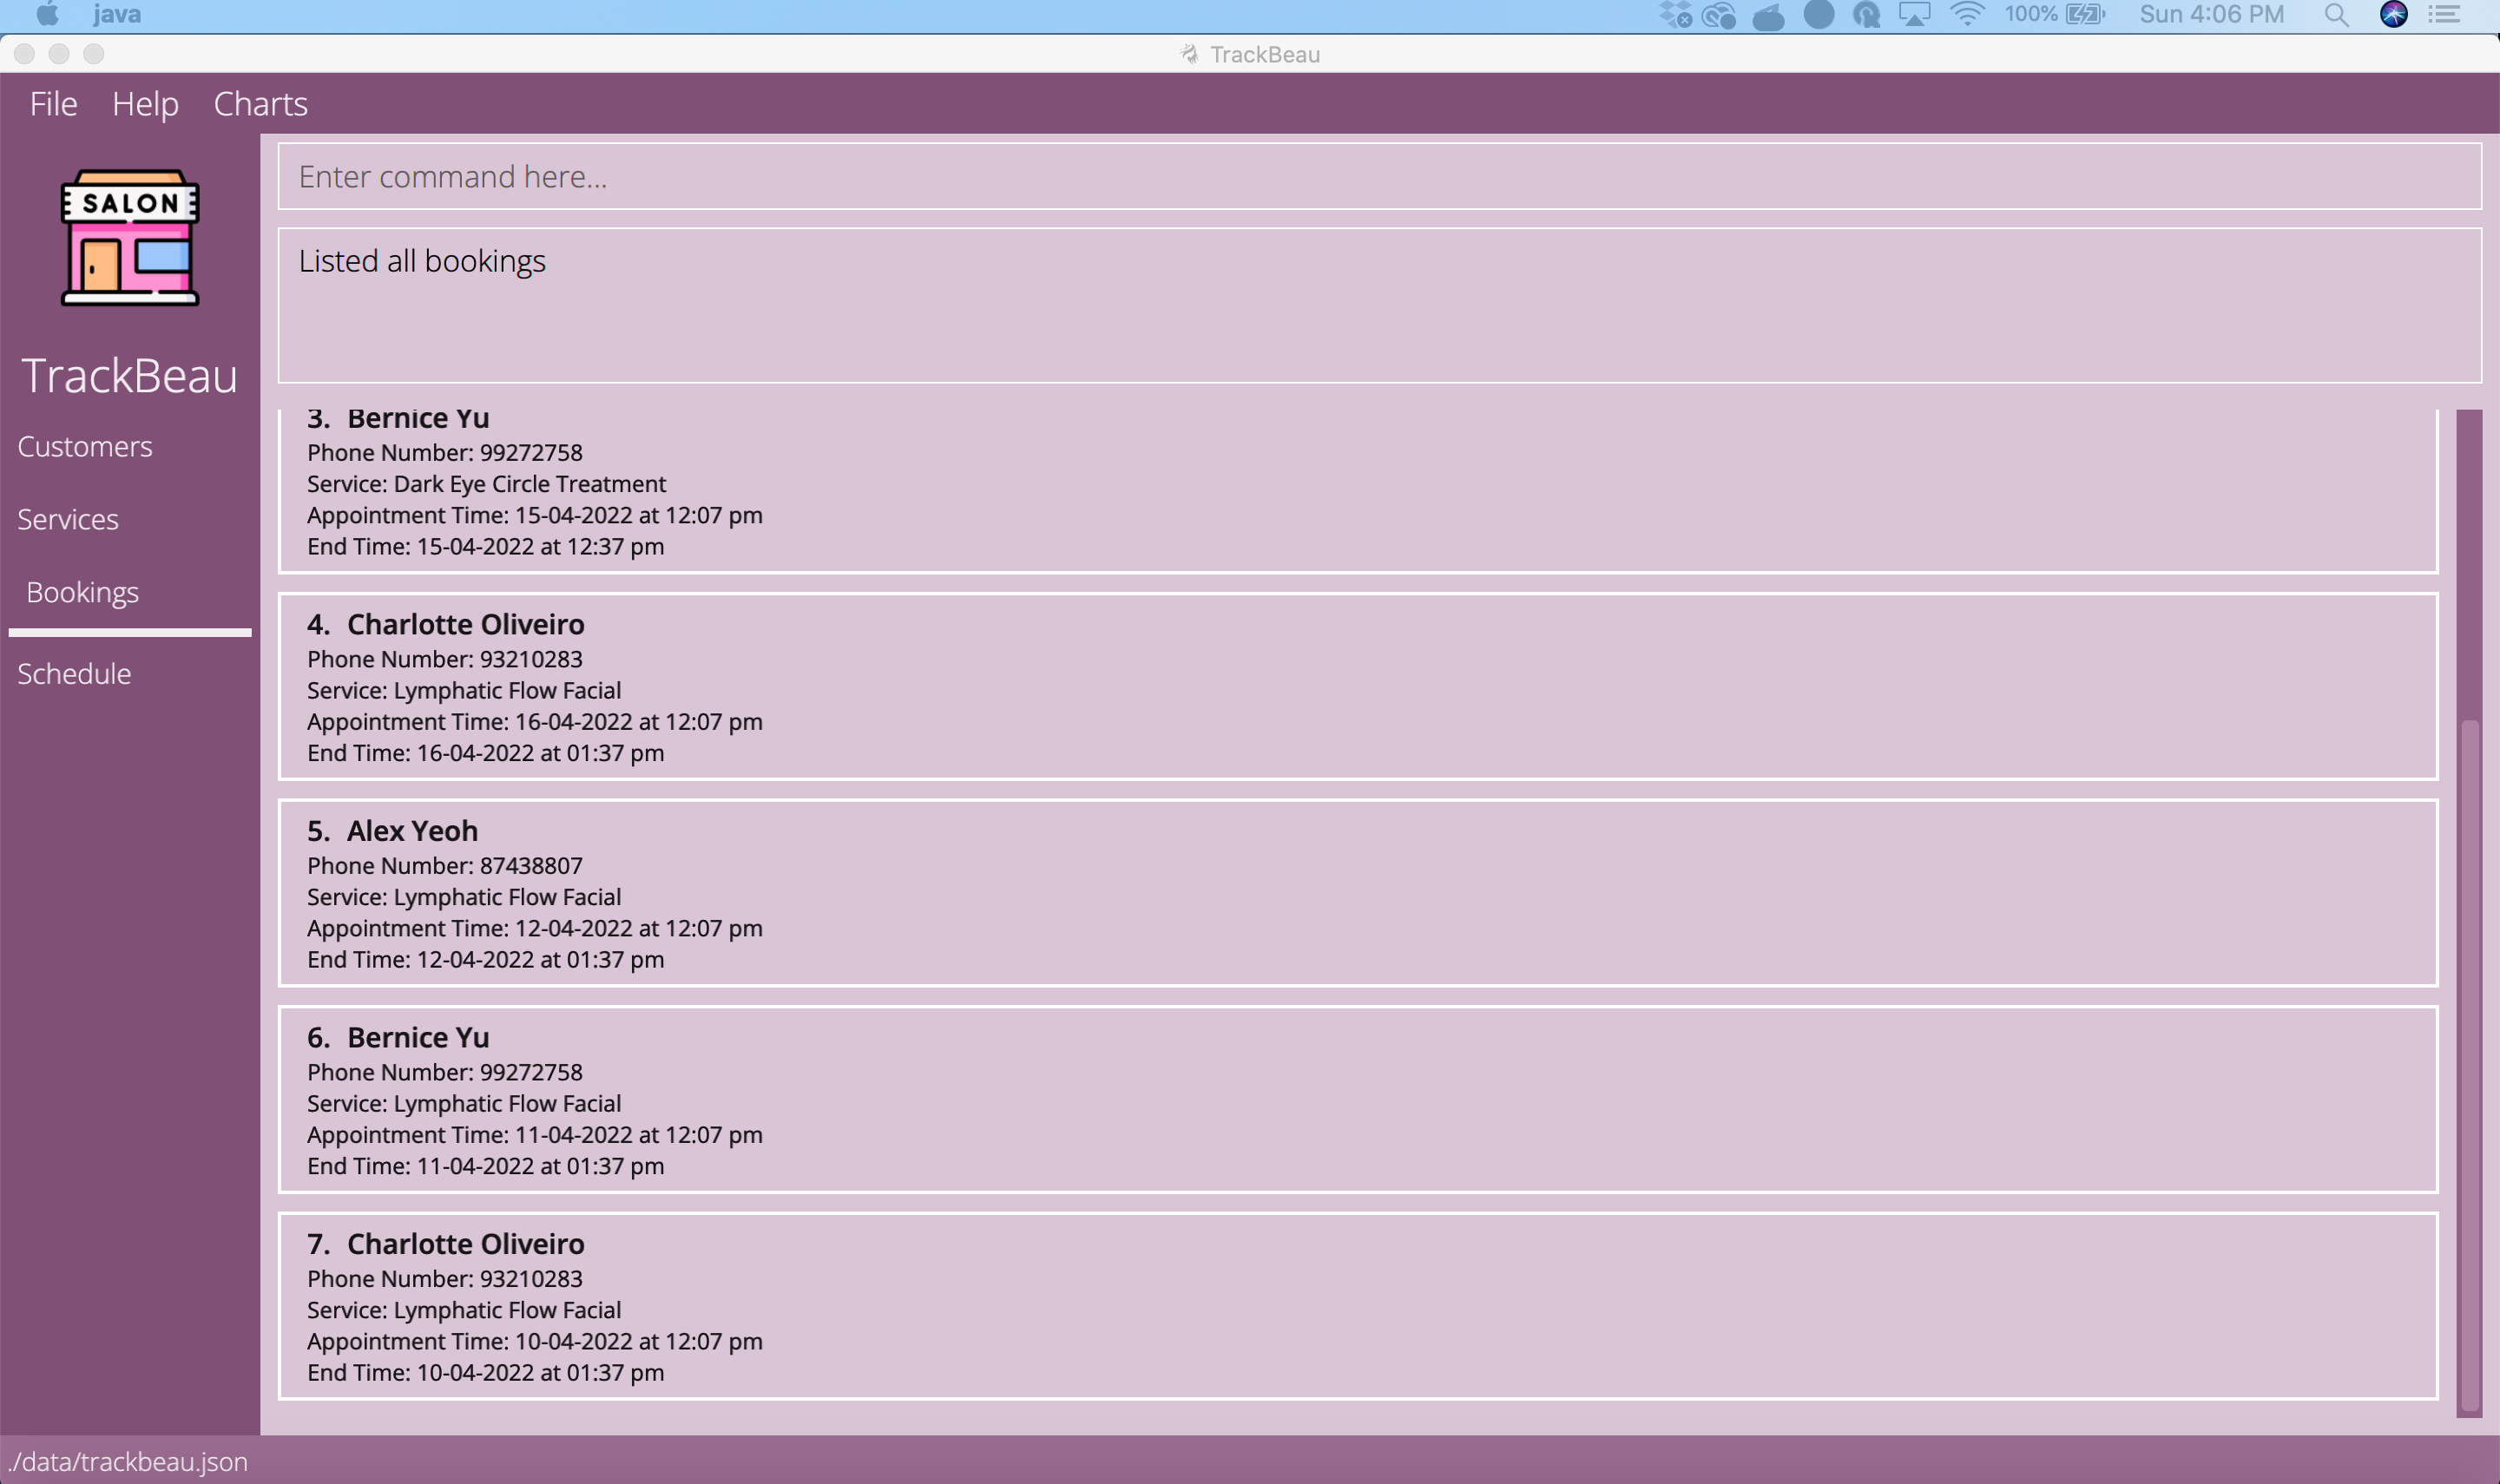 java
100%
Sun 4:06 PM
TrackBeau
File Help Charts
SALON
TrackBeau
Customers
Services
Bookings
Schedule
Enter command here...
Listed all bookings
3. Bernice Yu
Phone Number: 99272758
Service: Dark Eye Circle Treatment
Appointment Time: 15-04-2022 at 12:07 pm
End Time: 15-04-2022 at 12:37 pm
4. Charlotte Oliveiro
Phone Number: 93210283
Service: Lymphatic Flow Facial
Appointment Time: 16-04-2022 at 12:07 pm
End Time: 16-04-2022 at 01:37 pm
5. Alex Yeoh
Phone Number: 87438807
Service: Lymphatic Flow Facial
Appointment Time: 12-04-2022 at 12:07 pm
End Time: 12-04-2022 at 01:37 pm
6. Bernice Yu
Phone Number: 99272758
Service: Lymphatic Flow Facial
Appointment Time: 11-04-2022 at 12:07 pm
End Time: 11-04-2022 at 01:37 pm
7. Charlotte Oliveiro
Phone Number: 93210283
Service: Lymphatic Flow Facial
Appointment Time: 10-04-2022 at 12:07 pm
End Time: 10-04-2022 at 01:37 pm
./data/trackbeau.json